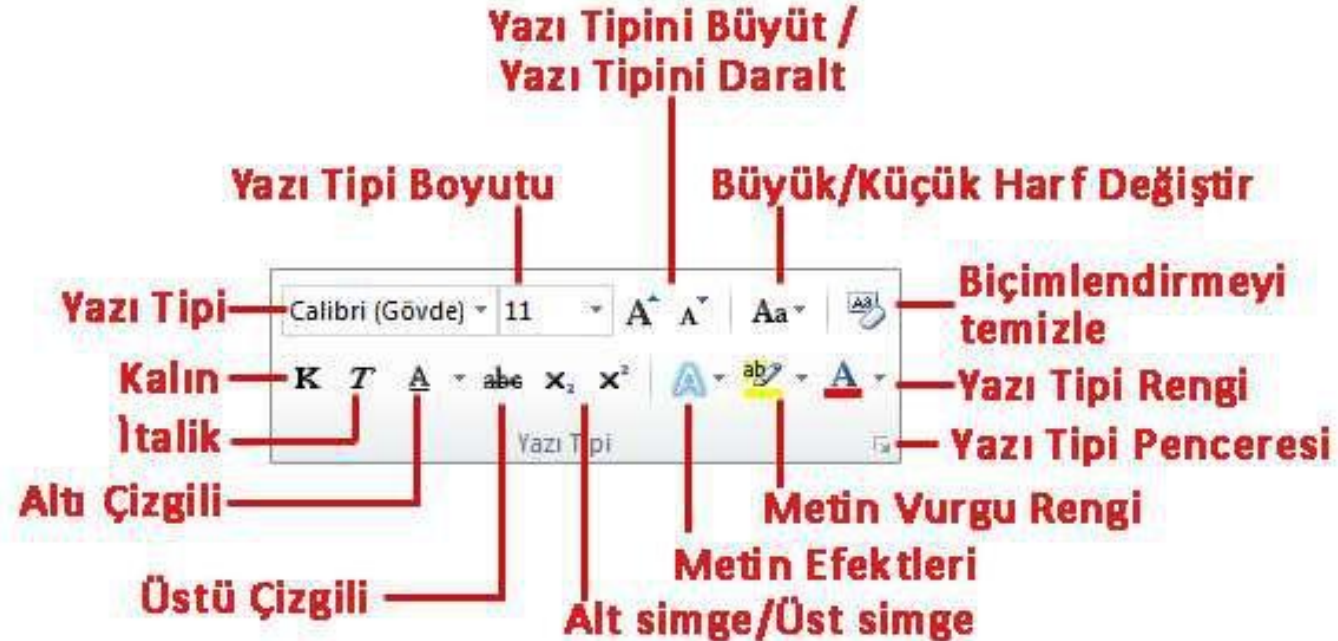 Yazı Tipini Büyüt /
Yazı Tipini Daralt
Yazı Tipi Boyutu
Büyük/Küçük Harf Değiştir
Yazı Tipi
Calibri (Gövde) 11 A A Aa Aa
Biçimlendirmeyi
temizle
Kalın
K T A abc x₂ x² A ab A
Yazı Tipi Rengi
İtalik
Yazı Tipi
Yazı Tipi Penceresi
Altı Çizgili
Metin Vurgu Rengi
Metin Efektleri
Üstü Çizgili
Alt simge/Üst simge